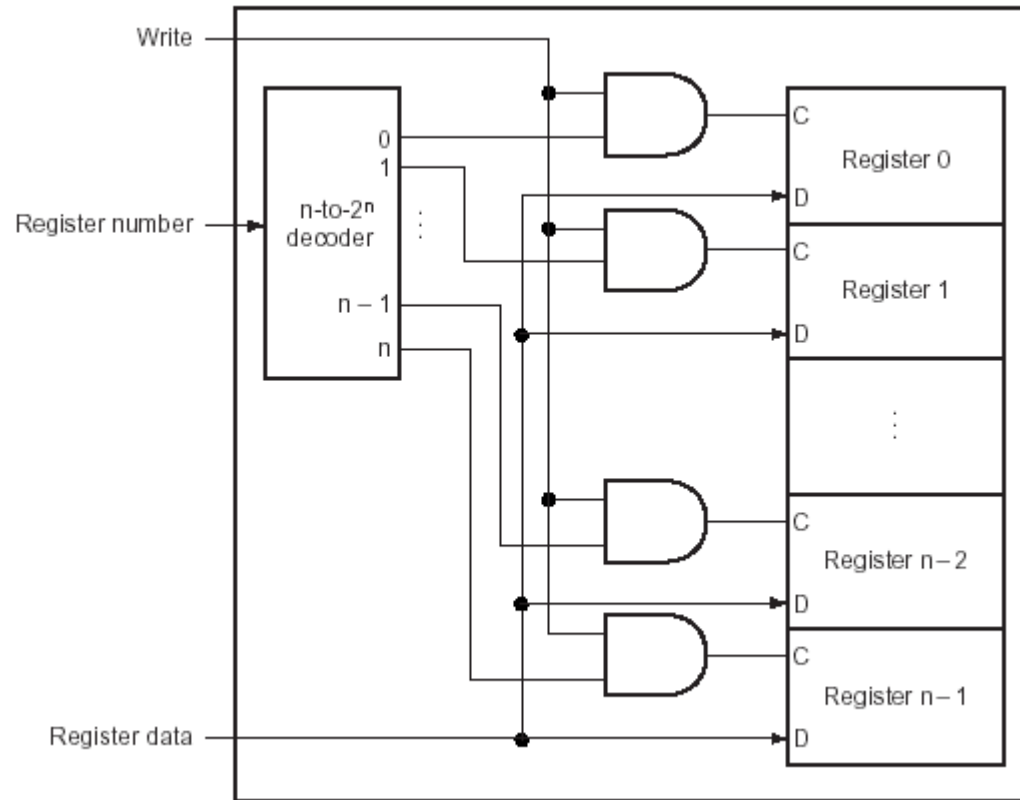 Write
C
0
Register 0
1
D
n-to-2ⁿ
decoder
Register number
C
Register 1
n – 1
D
n
C
Register n – 2
D
C
Register n – 1
Register data
D